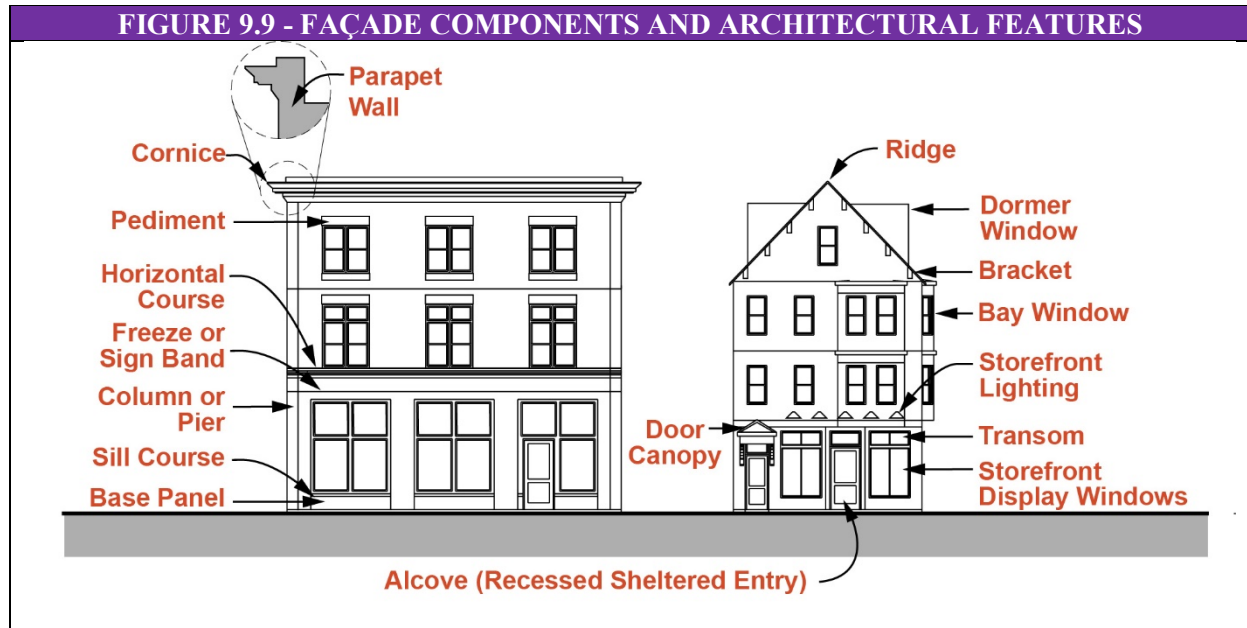 FIGURE 9.9 - FAÇADE COMPONENTS AND ARCHITECTURAL FEATURES
Parapet
Wall
Cornice
Pediment
Horizontal
Course
Freeze or
Sign Band
Column or
Pier
Sill Course
Base Panel
Ridge
Dormer
Window
Bracket
Bay Window
Storefront
Lighting
Door
Canopy
Transom
Storefront
Display Windows
Alcove (Recessed Sheltered Entry)